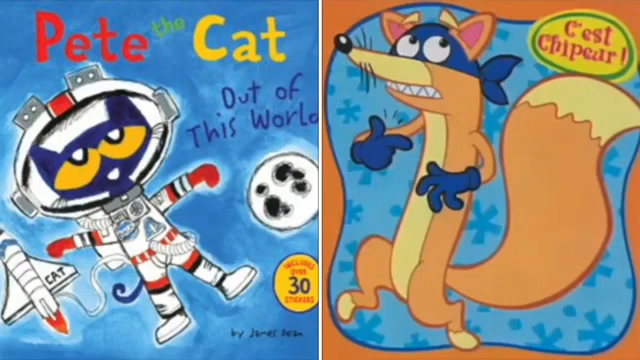 Pete the Cat
Out of
This World
CAT
INCLUDES
OVER
30
STICKERS
by James Dean
C'est
Chipeur!